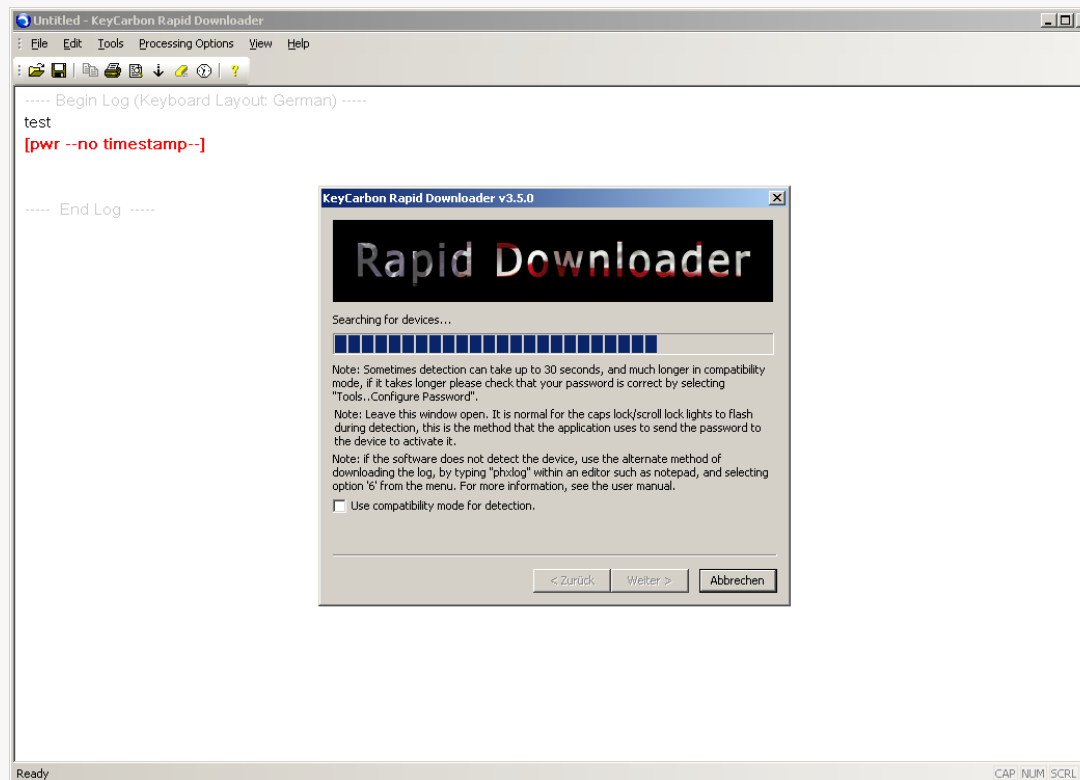 Untitled - KeyCarbon Rapid Downloader
File Edit Tools Processing Options View Help
----- Begin Log (Keyboard Layout: German) -----
test
[pwr --no timestamp--]
----- End Log -----
KeyCarbon Rapid Downloader v3.5.0
Rapid Downloader
Searching for devices...
Note: Sometimes detection can take up to 30 seconds, and much longer in compatibility
mode, if it takes longer please check that your password is correct by selecting
"Tools..Configure Password".
Note: Leave this window open. It is normal for the caps lock/scroll lock lights to flash
during detection, this is the method that the application uses to send the password to
the device to activate it.
Note: if the software does not detect the device, use the alternate method of
downloading the log, by typing "phxlog" within an editor such as notepad, and selecting
option '6' from the menu. For more information, see the user manual.
Use compatibility mode for detection.
< Zurück Weiter > Abbrechen
Ready CAP NUM SCRL